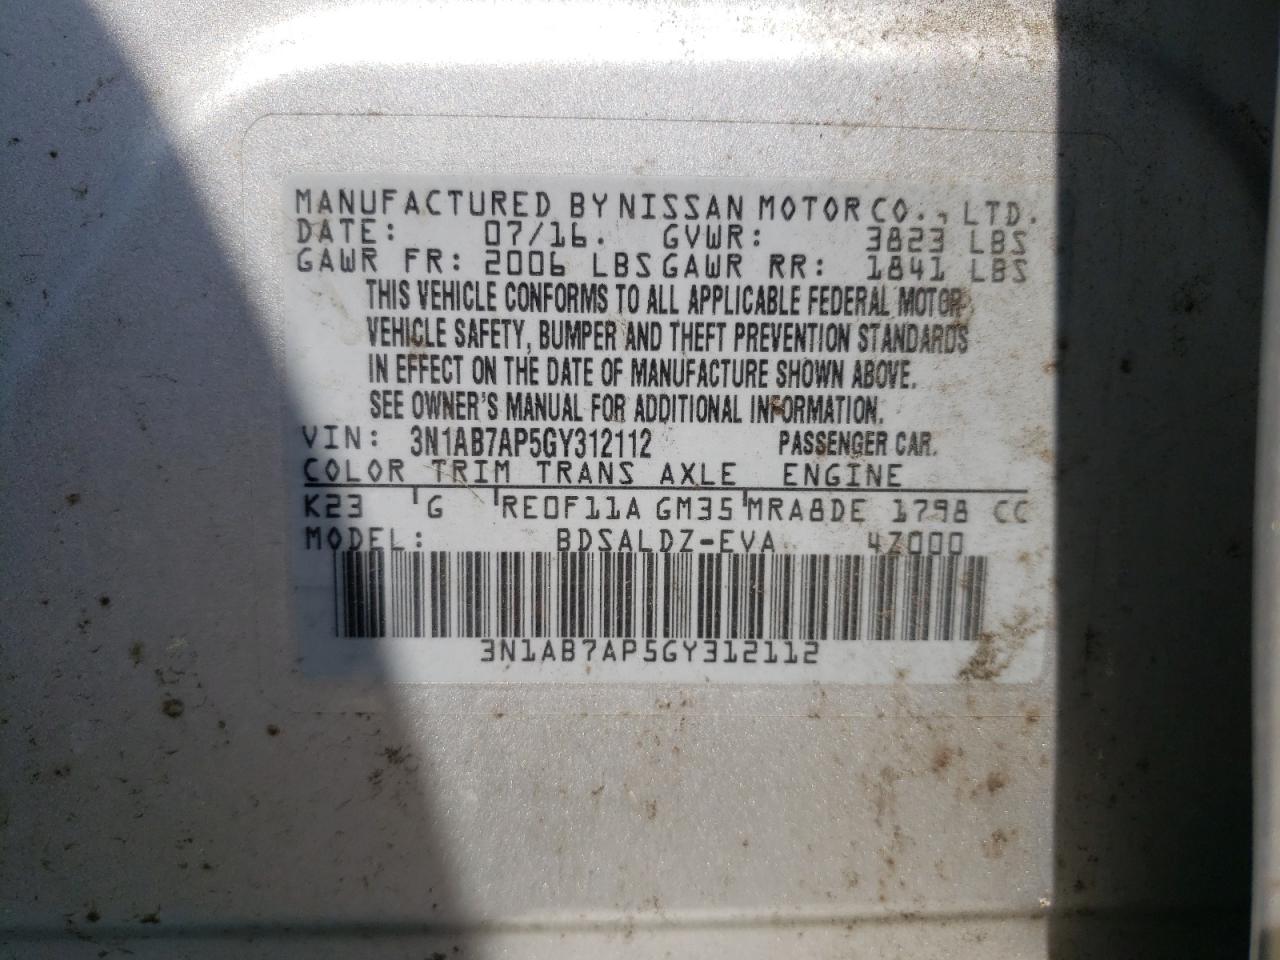 MANUFACTURED BY NISSAN MOTOR CO., LTD.
DATE: 07/16. GVWR: 3823 LBS
GAWR FR: 2006 LBS GAWR RR: 1841 LBS
THIS VEHICLE CONFORMS TO ALL APPLICABLE FEDERAL MOTOR
VEHICLE SAFETY, BUMPER AND THEFT PREVENTION STANDARDS
IN EFFECT ON THE DATE OF MANUFACTURE SHOWN ABOVE.
SEE OWNER'S MANUAL FOR ADDITIONAL INFORMATION.
VIN: 3N1AB7AP5GY312112 PASSENGER CAR.
COLOR TRIM TRANS AXLE ENGINE
K23 G RE0F11A GM35 MRA8DE 1798 CC
MODEL: BDSALDZ-EVA 4Z000
3N1AB7AP5GY312112